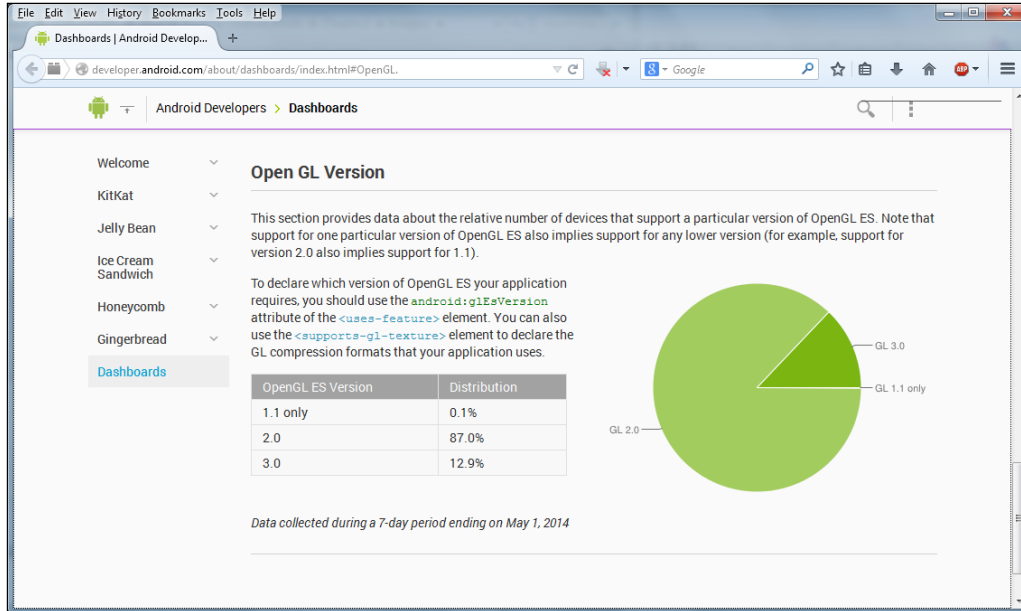 File Edit View History Bookmarks Tools Help
Dashboards | Android Develop...
developer.android.com/about/dashboards/index.html#OpenGL.
Google
ABP
Android Developers > Dashboards
Welcome
KitKat
Jelly Bean
Ice Cream
Sandwich
Honeycomb
Gingerbread
Dashboards
Open GL Version
This section provides data about the relative number of devices that support a particular version of OpenGL ES. Note that
support for one particular version of OpenGL ES also implies support for any lower version (for example, support for
version 2.0 also implies support for 1.1).
To declare which version of OpenGL ES your application
requires, you should use the android:glEsVersion
attribute of the <uses-feature> element. You can also
use the <supports-gl-texture> element to declare the
GL compression formats that your application uses.
OpenGL ES Version Distribution
1.1 only 0.1%
2.0 87.0%
3.0 12.9%
GL 3.0
GL 1.1 only
GL 2.0
Data collected during a 7-day period ending on May 1, 2014